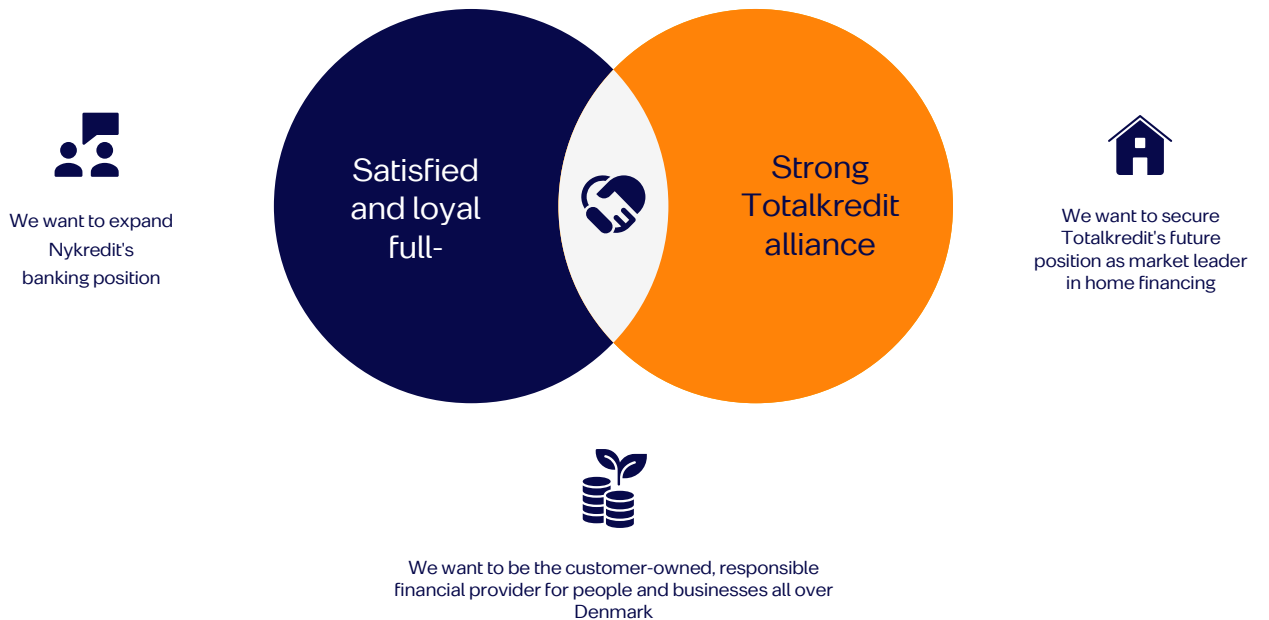 Satisfied
and loyal
full-
Strong
Totalkredit
alliance
We want to expand
Nykredit's
banking position
We want to secure
Totalkredit's future
position as market leader
in home financing
We want to be the customer-owned, responsible
financial provider for people and businesses all over
Denmark